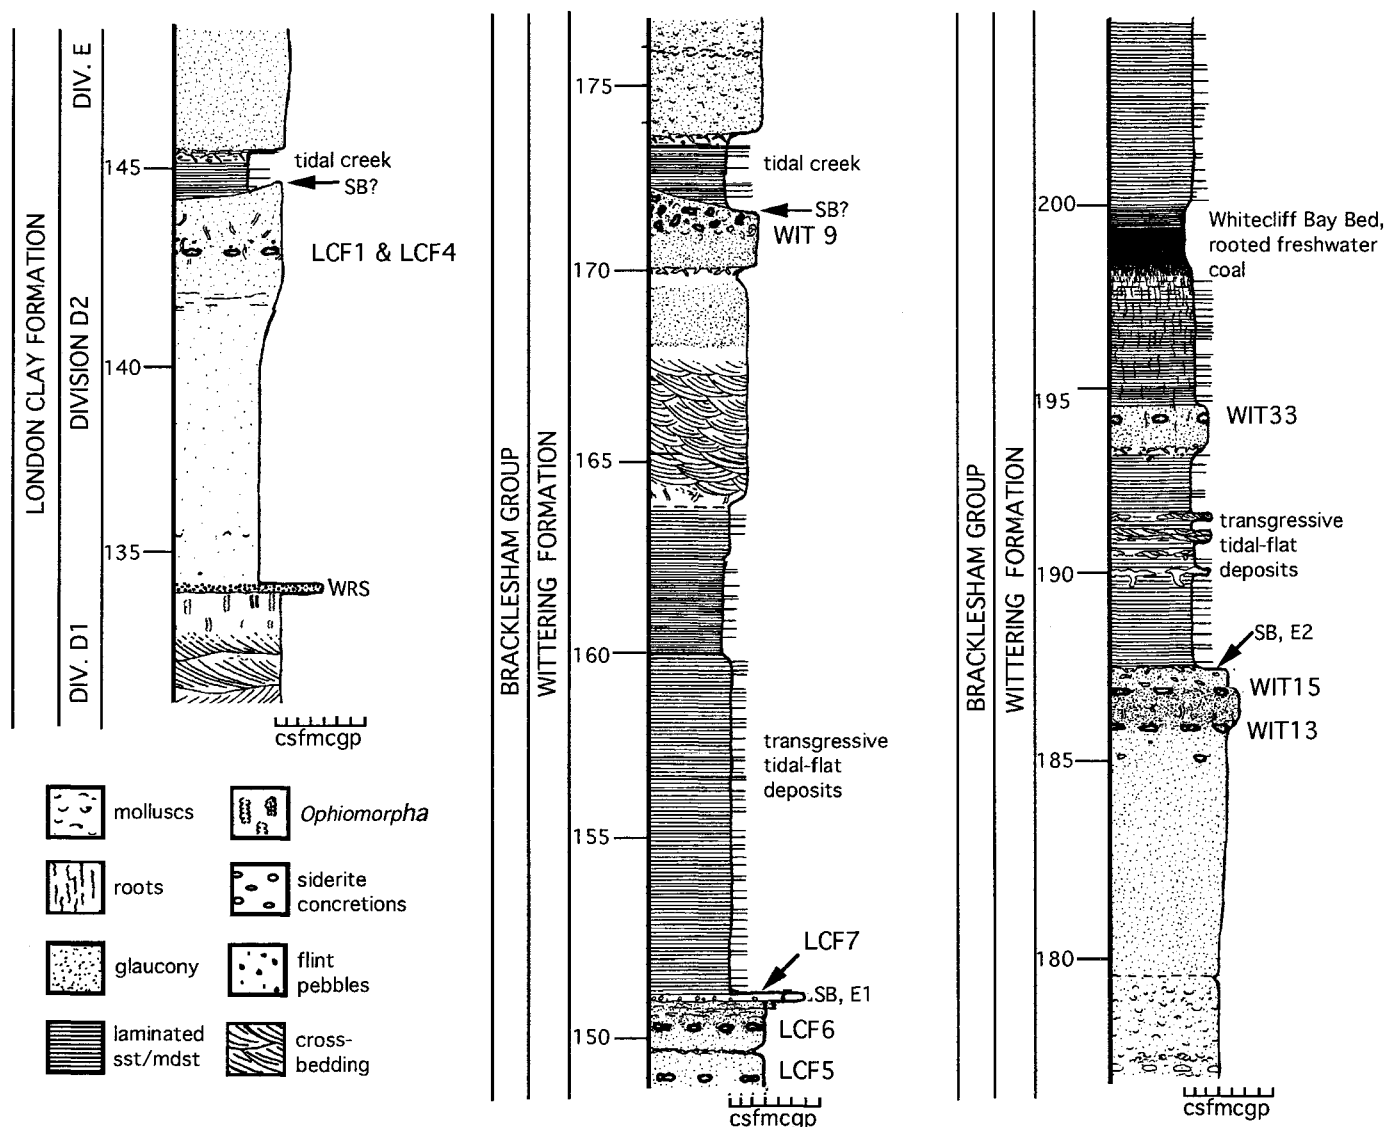 LONDON CLAY FORMATION
DIV. E
DIVISION D2
DIV. D1
145
140
135
tidal creek
SB?
LCF1 & LCF4
WRS
csfmcgp
molluscs
Ophiomorpha
roots
siderite
concretions
glaucony
flint
pebbles
laminated
sst/mdst
cross-
bedding
BRACKLESHAM GROUP
WITTERING FORMATION
175
170
165
160
155
150
tidal creek
SB?
WIT 9
transgressive
tidal-flat
deposits
LCF7
SB, E1
LCF6
LCF5
csfmcgp
BRACKLESHAM GROUP
WITTERING FORMATION
200
195
190
185
180
Whitecliff Bay Bed,
rooted freshwater
coal
WIT33
transgressive
tidal-flat
deposits
SB, E2
WIT15
WIT13
csfmcgp